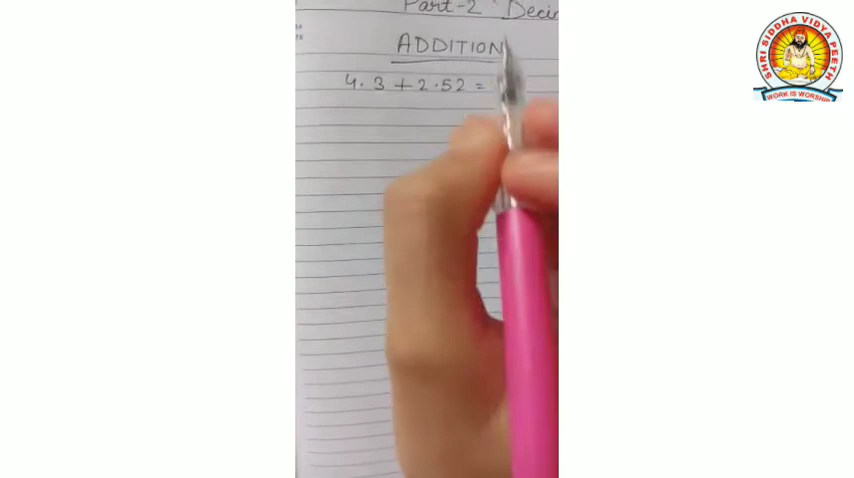 Part-2 Deci
ADDITION
4.3 + 2.52 =
SHRI SIDDHA VIDYA PEETH
WORK IS WORSHIP